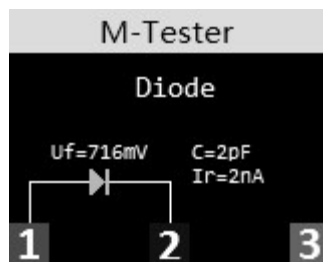 M-Tester
Diode
Uf=716mV C=2pF
Ir=2nA
1 2 3